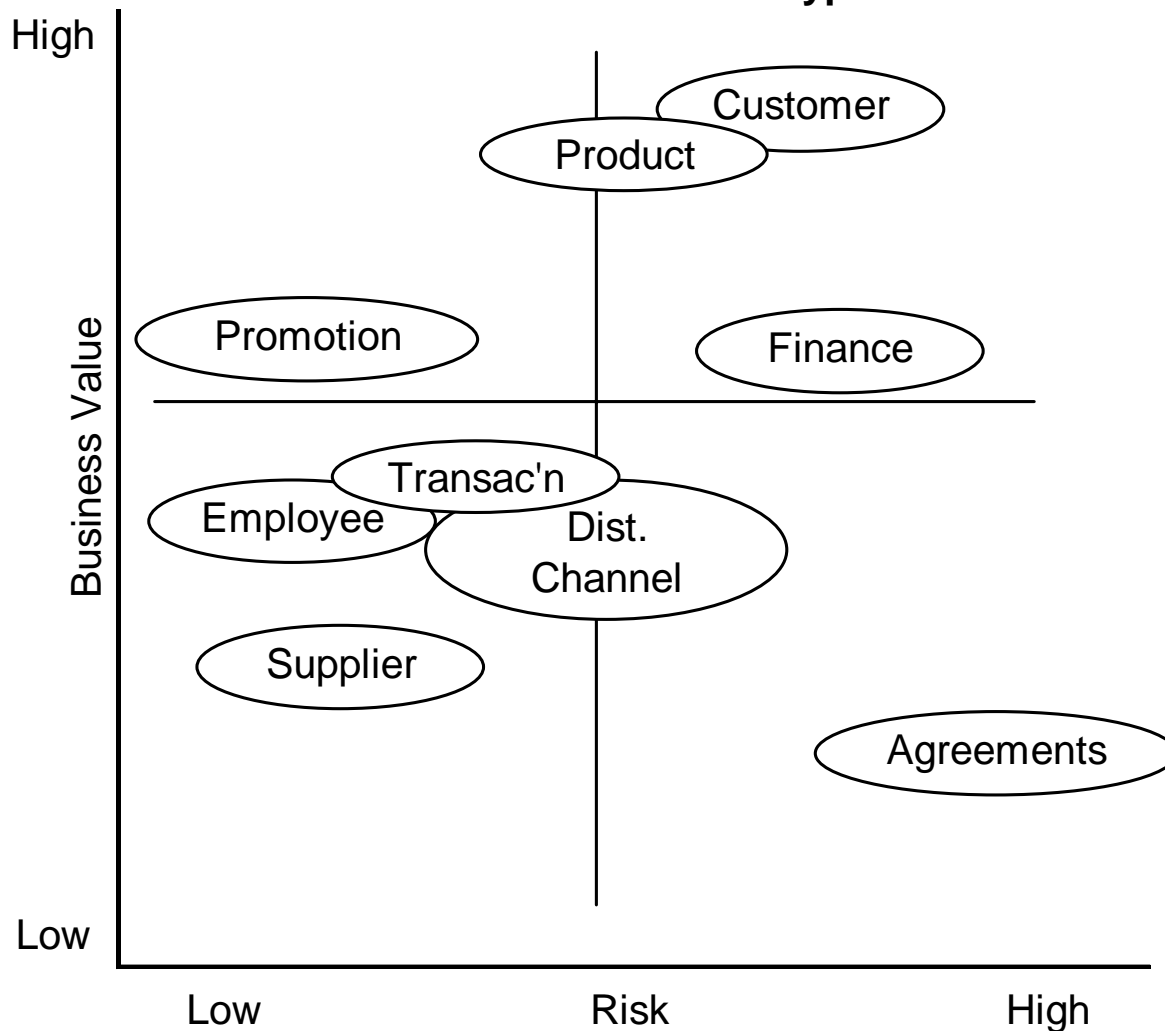 High
Customer
Product
Promotion
Finance
Business Value
Transac'n
Employee
Dist.
Channel
Supplier
Agreements
Low
Low
Risk
High